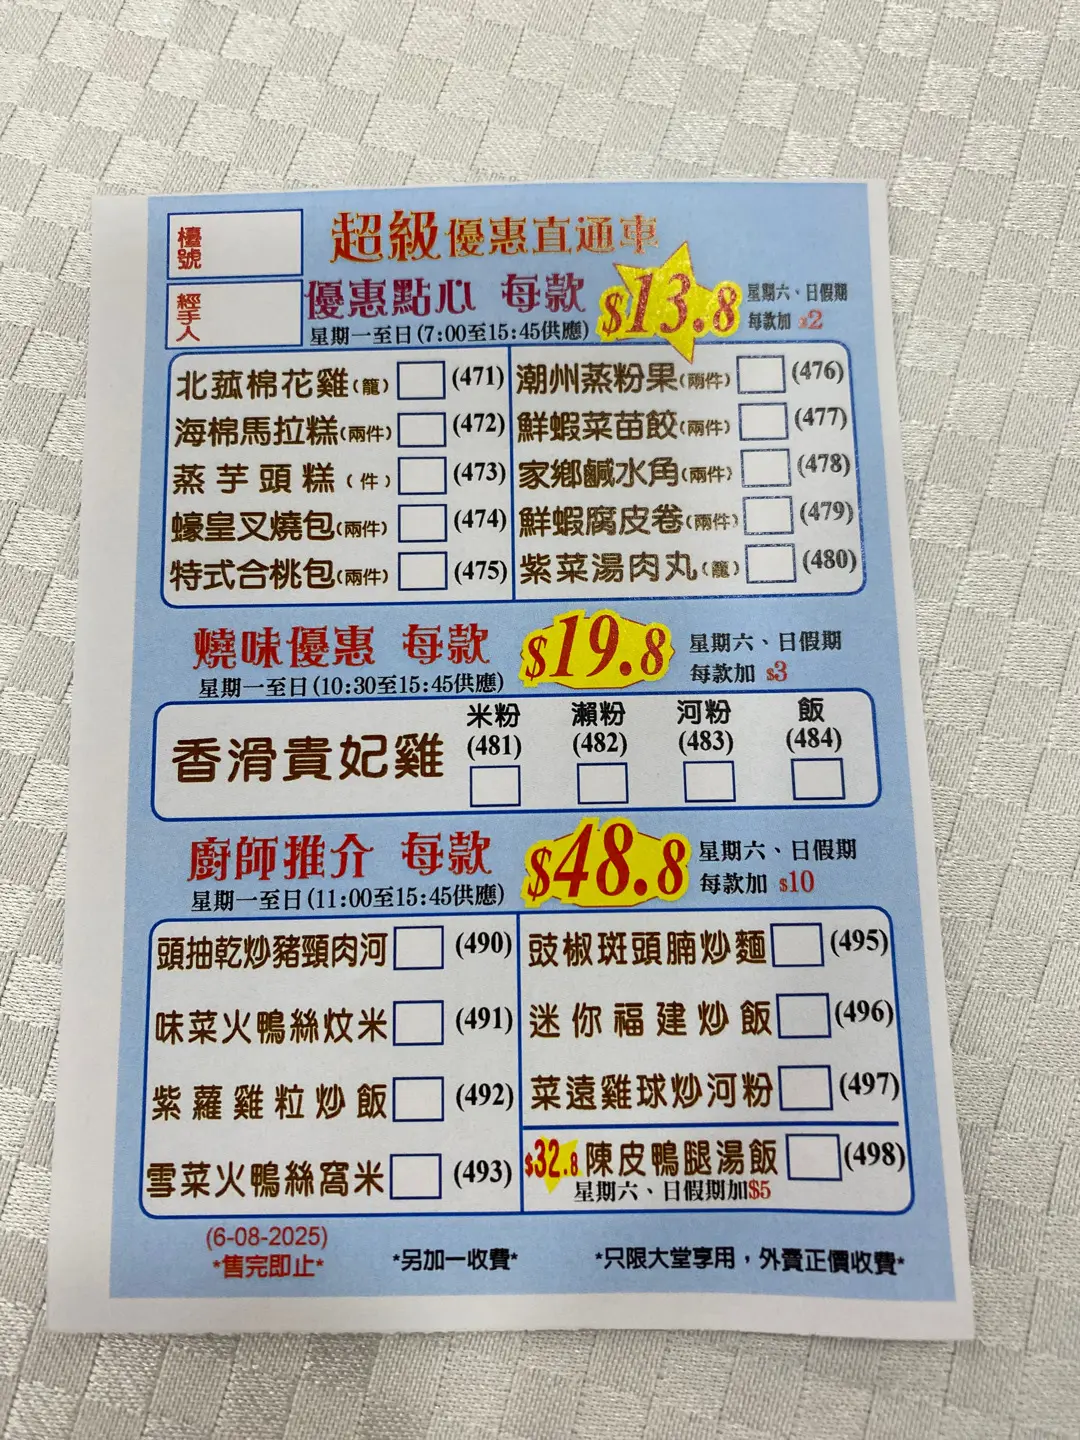 檯號
超級優惠直通車
經手人
優惠點心 每款 $13.8
星期六、日假期
每款加 $2
星期一至日(7:00至15:45供應)
北菰棉花雞(籠) (471)
海棉馬拉糕(兩件) (472)
蒸芋頭糕(件) (473)
蠔皇叉燒包(兩件) (474)
特式合桃包(兩件) (475)
潮州蒸粉果(兩件) (476)
鮮蝦菜苗餃(兩件) (477)
家鄉鹹水角(兩件) (478)
鮮蝦腐皮卷(兩件) (479)
紫菜湯肉丸(籠) (480)
燒味優惠 每款 $19.8
星期六、日假期
每款加 $3
星期一至日(10:30至15:45供應)
香滑貴妃雞
米粉 (481)
瀨粉 (482)
河粉 (483)
飯 (484)
廚師推介 每款 $48.8
星期六、日假期
每款加 $10
星期一至日(11:00至15:45供應)
頭抽乾炒豬頸肉河 (490)
味菜火鴨絲炆米 (491)
紫蘿雞粒炒飯 (492)
雪菜火鴨絲窩米 (493)
豉椒斑頭腩炒麵 (495)
迷你福建炒飯 (496)
菜遠雞球炒河粉 (497)
$32.8 陳皮鴨腿湯飯 (498)
星期六、日假期加$5
(6-08-2025)
*售完即止*
*另加一收費*
*只限大堂享用，外賣正價收費*